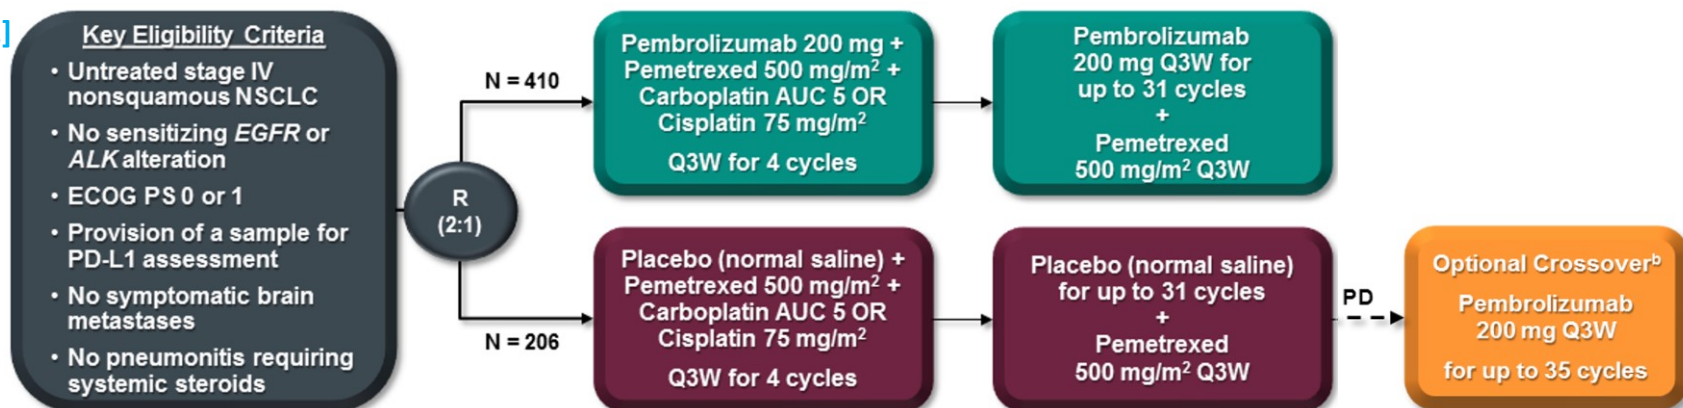 ]
Key Eligibility Criteria
• Untreated stage IV
nonsquamous NSCLC
• No sensitizing EGFR or
ALK alteration
• ECOG PS 0 or 1
• Provision of a sample for
PD-L1 assessment
• No symptomatic brain
metastases
• No pneumonitis requiring
systemic steroids
R
(2:1)
N = 410
Pembrolizumab 200 mg +
Pemetrexed 500 mg/m² +
Carboplatin AUC 5 OR
Cisplatin 75 mg/m²
Q3W for 4 cycles
Pembrolizumab
200 mg Q3W for
up to 31 cycles
+
Pemetrexed
500 mg/m² Q3W
N = 206
Placebo (normal saline) +
Pemetrexed 500 mg/m² +
Carboplatin AUC 5 OR
Cisplatin 75 mg/m²
Q3W for 4 cycles
Placebo (normal saline)
for up to 31 cycles
+
Pemetrexed
500 mg/m² Q3W
PD
Optional Crossoverᵇ
Pembrolizumab
200 mg Q3W
for up to 35 cycles